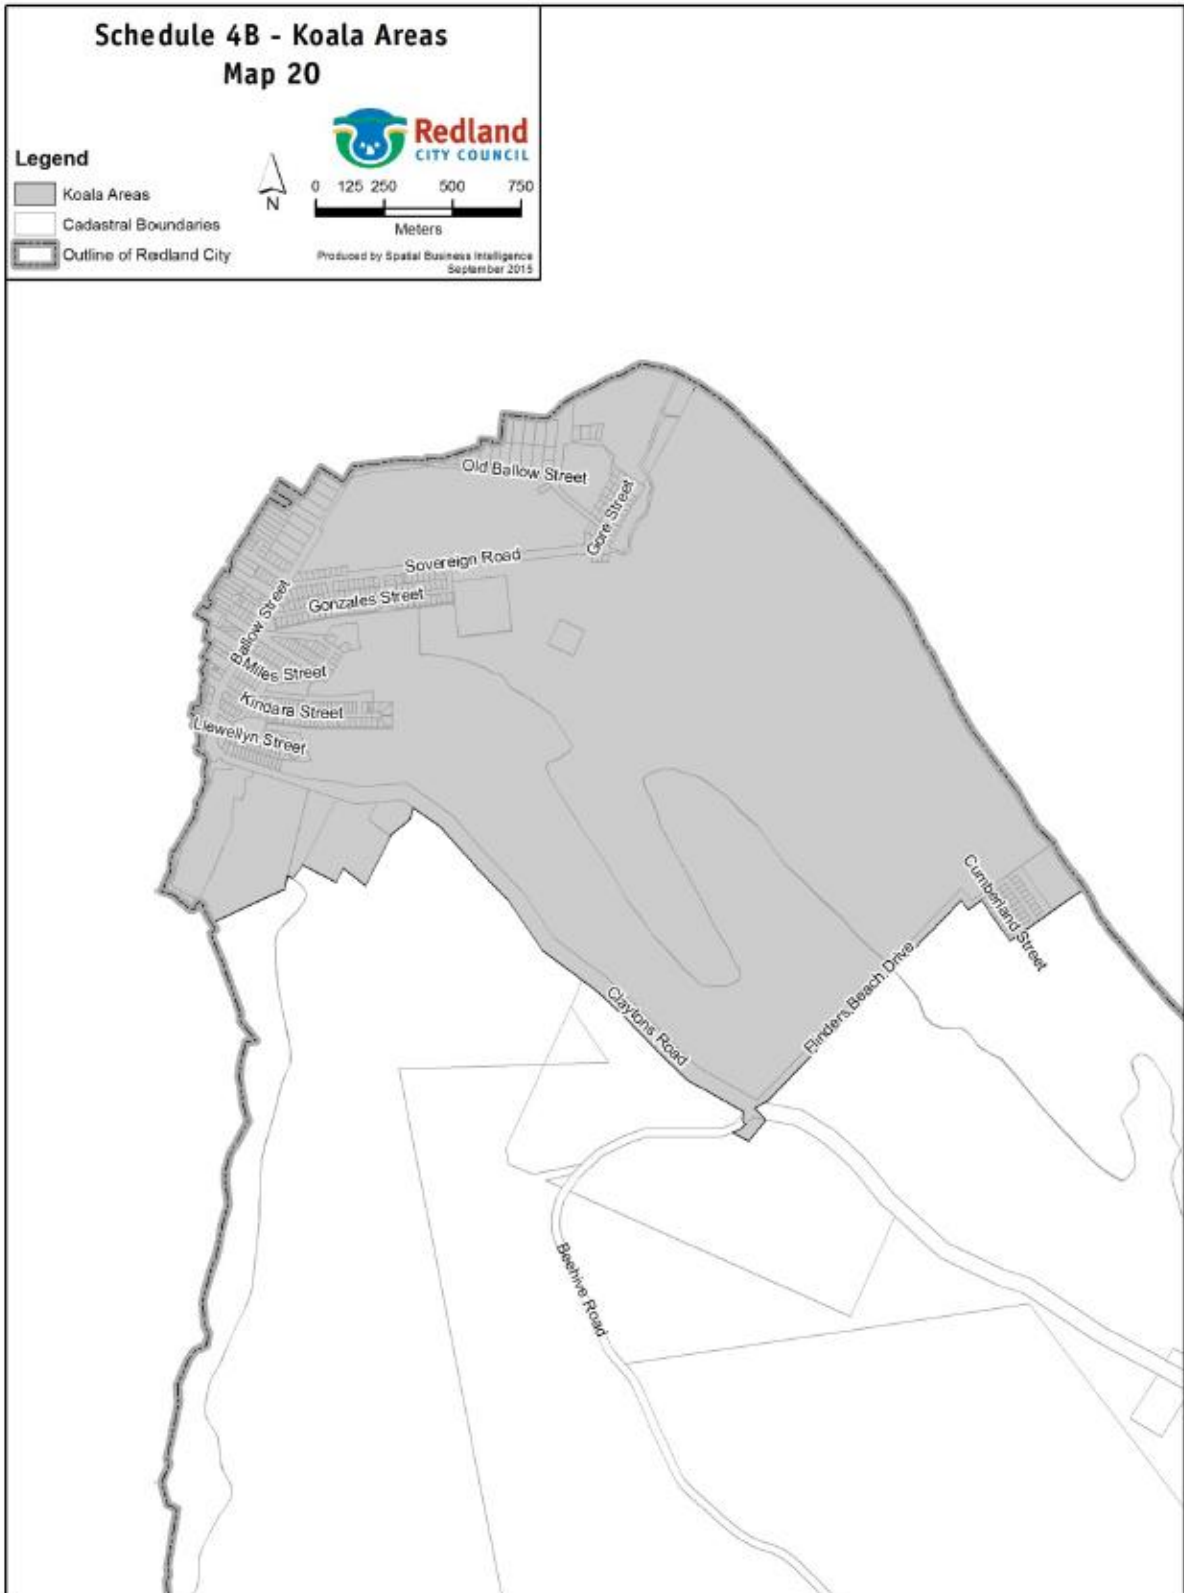 Schedule 4B - Koala Areas
Map 20
Redland
CITY COUNCIL
Legend
Koala Areas
Cadastral Boundaries
Outline of Redland City
N
0 125 250 500 750
Meters
Produced by Spatial Business Intelligence
September 2015
Old Ballow Street
Gore Street
Sovereign Road
Gonzales Street
Ballow Street
Miles Street
Kindara Street
Llewellyn Street
Cumberland Street
Flinders Beach Drive
Claytons Road
Beehive Road